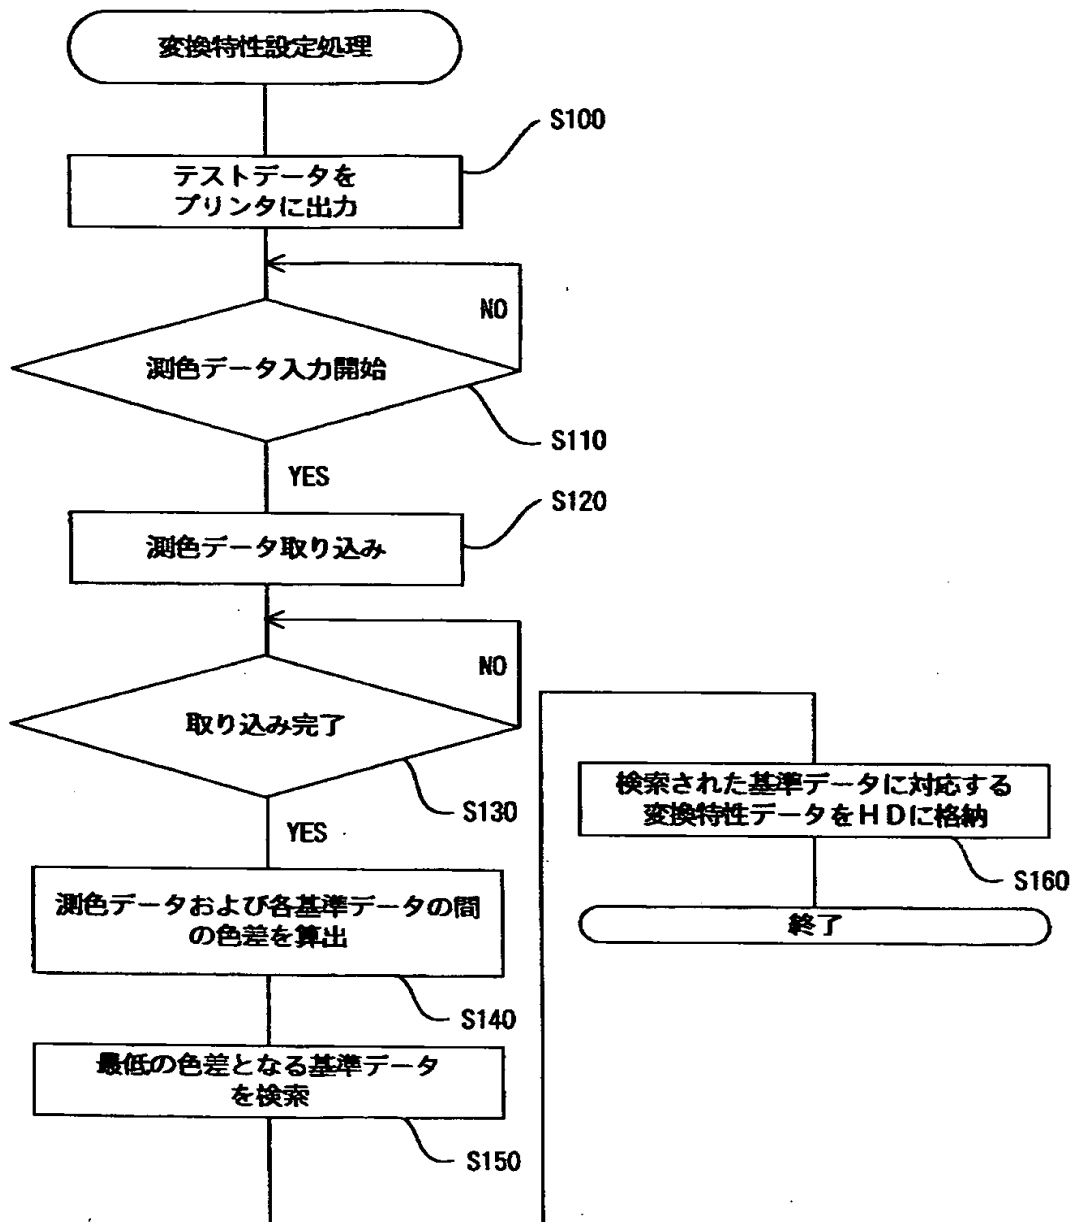 変換特性設定処理
S100
テストデータを
プリンタに出力
NO
測色データ入力開始
S110
YES
S120
測色データ取り込み
NO
取り込み完了
S130
YES
測色データおよび各基準データの間
の色差を算出
S140
最低の色差となる基準データ
を検索
S150
検索された基準データに対応する
変換特性データをHDに格納
S160
終了